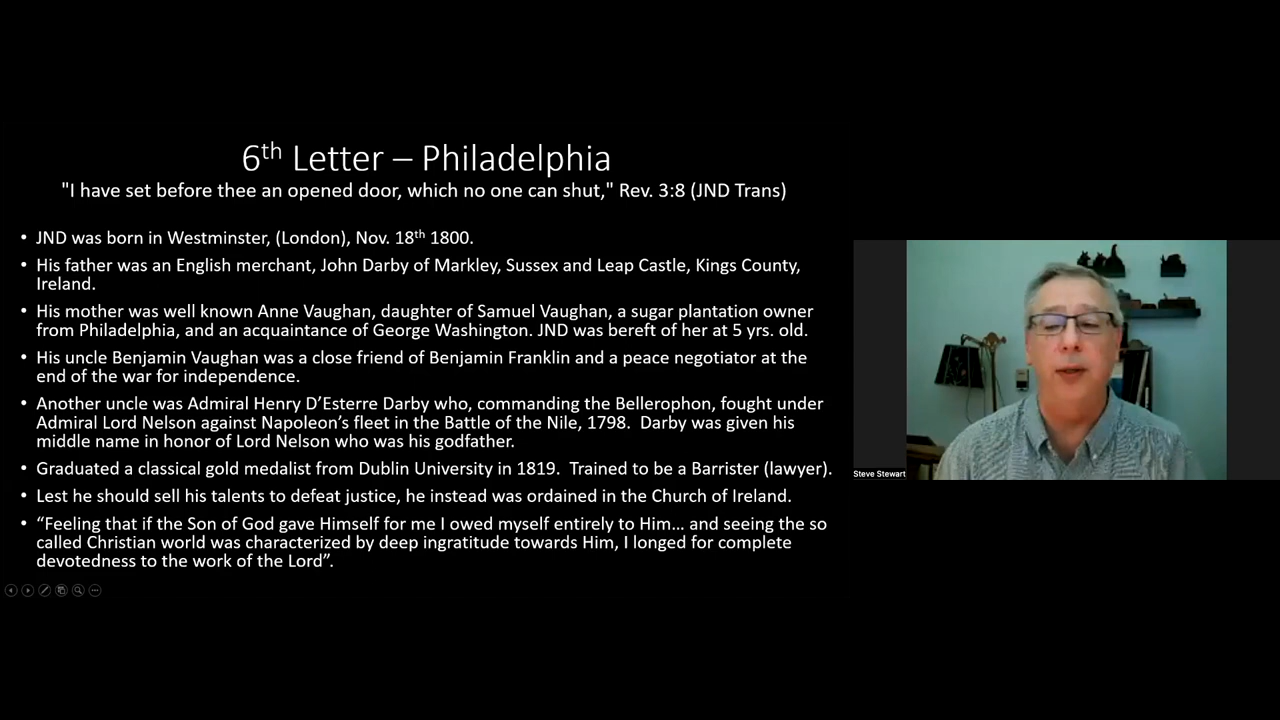 6th Letter – Philadelphia
"I have set before thee an opened door, which no one can shut," Rev. 3:8 (JND Trans)
• JND was born in Westminster, (London), Nov. 18th 1800.
• His father was an English merchant, John Darby of Markley, Sussex and Leap Castle, Kings County,
Ireland.
• His mother was well known Anne Vaughan, daughter of Samuel Vaughan, a sugar plantation owner
from Philadelphia, and an acquaintance of George Washington. JND was bereft of her at 5 yrs. old.
• His uncle Benjamin Vaughan was a close friend of Benjamin Franklin and a peace negotiator at the
end of the war for independence.
• Another uncle was Admiral Henry D’Esterre Darby who, commanding the Bellerophon, fought under
Admiral Lord Nelson against Napoleon’s fleet in the Battle of the Nile, 1798. Darby was given his
middle name in honor of Lord Nelson who was his godfather.
• Graduated a classical gold medalist from Dublin University in 1819. Trained to be a Barrister (lawyer).
• Lest he should sell his talents to defeat justice, he instead was ordained in the Church of Ireland.
• “Feeling that if the Son of God gave Himself for me I owed myself entirely to Him… and seeing the so
called Christian world was characterized by deep ingratitude towards Him, I longed for complete
devotedness to the work of the Lord”.
Steve Stewart